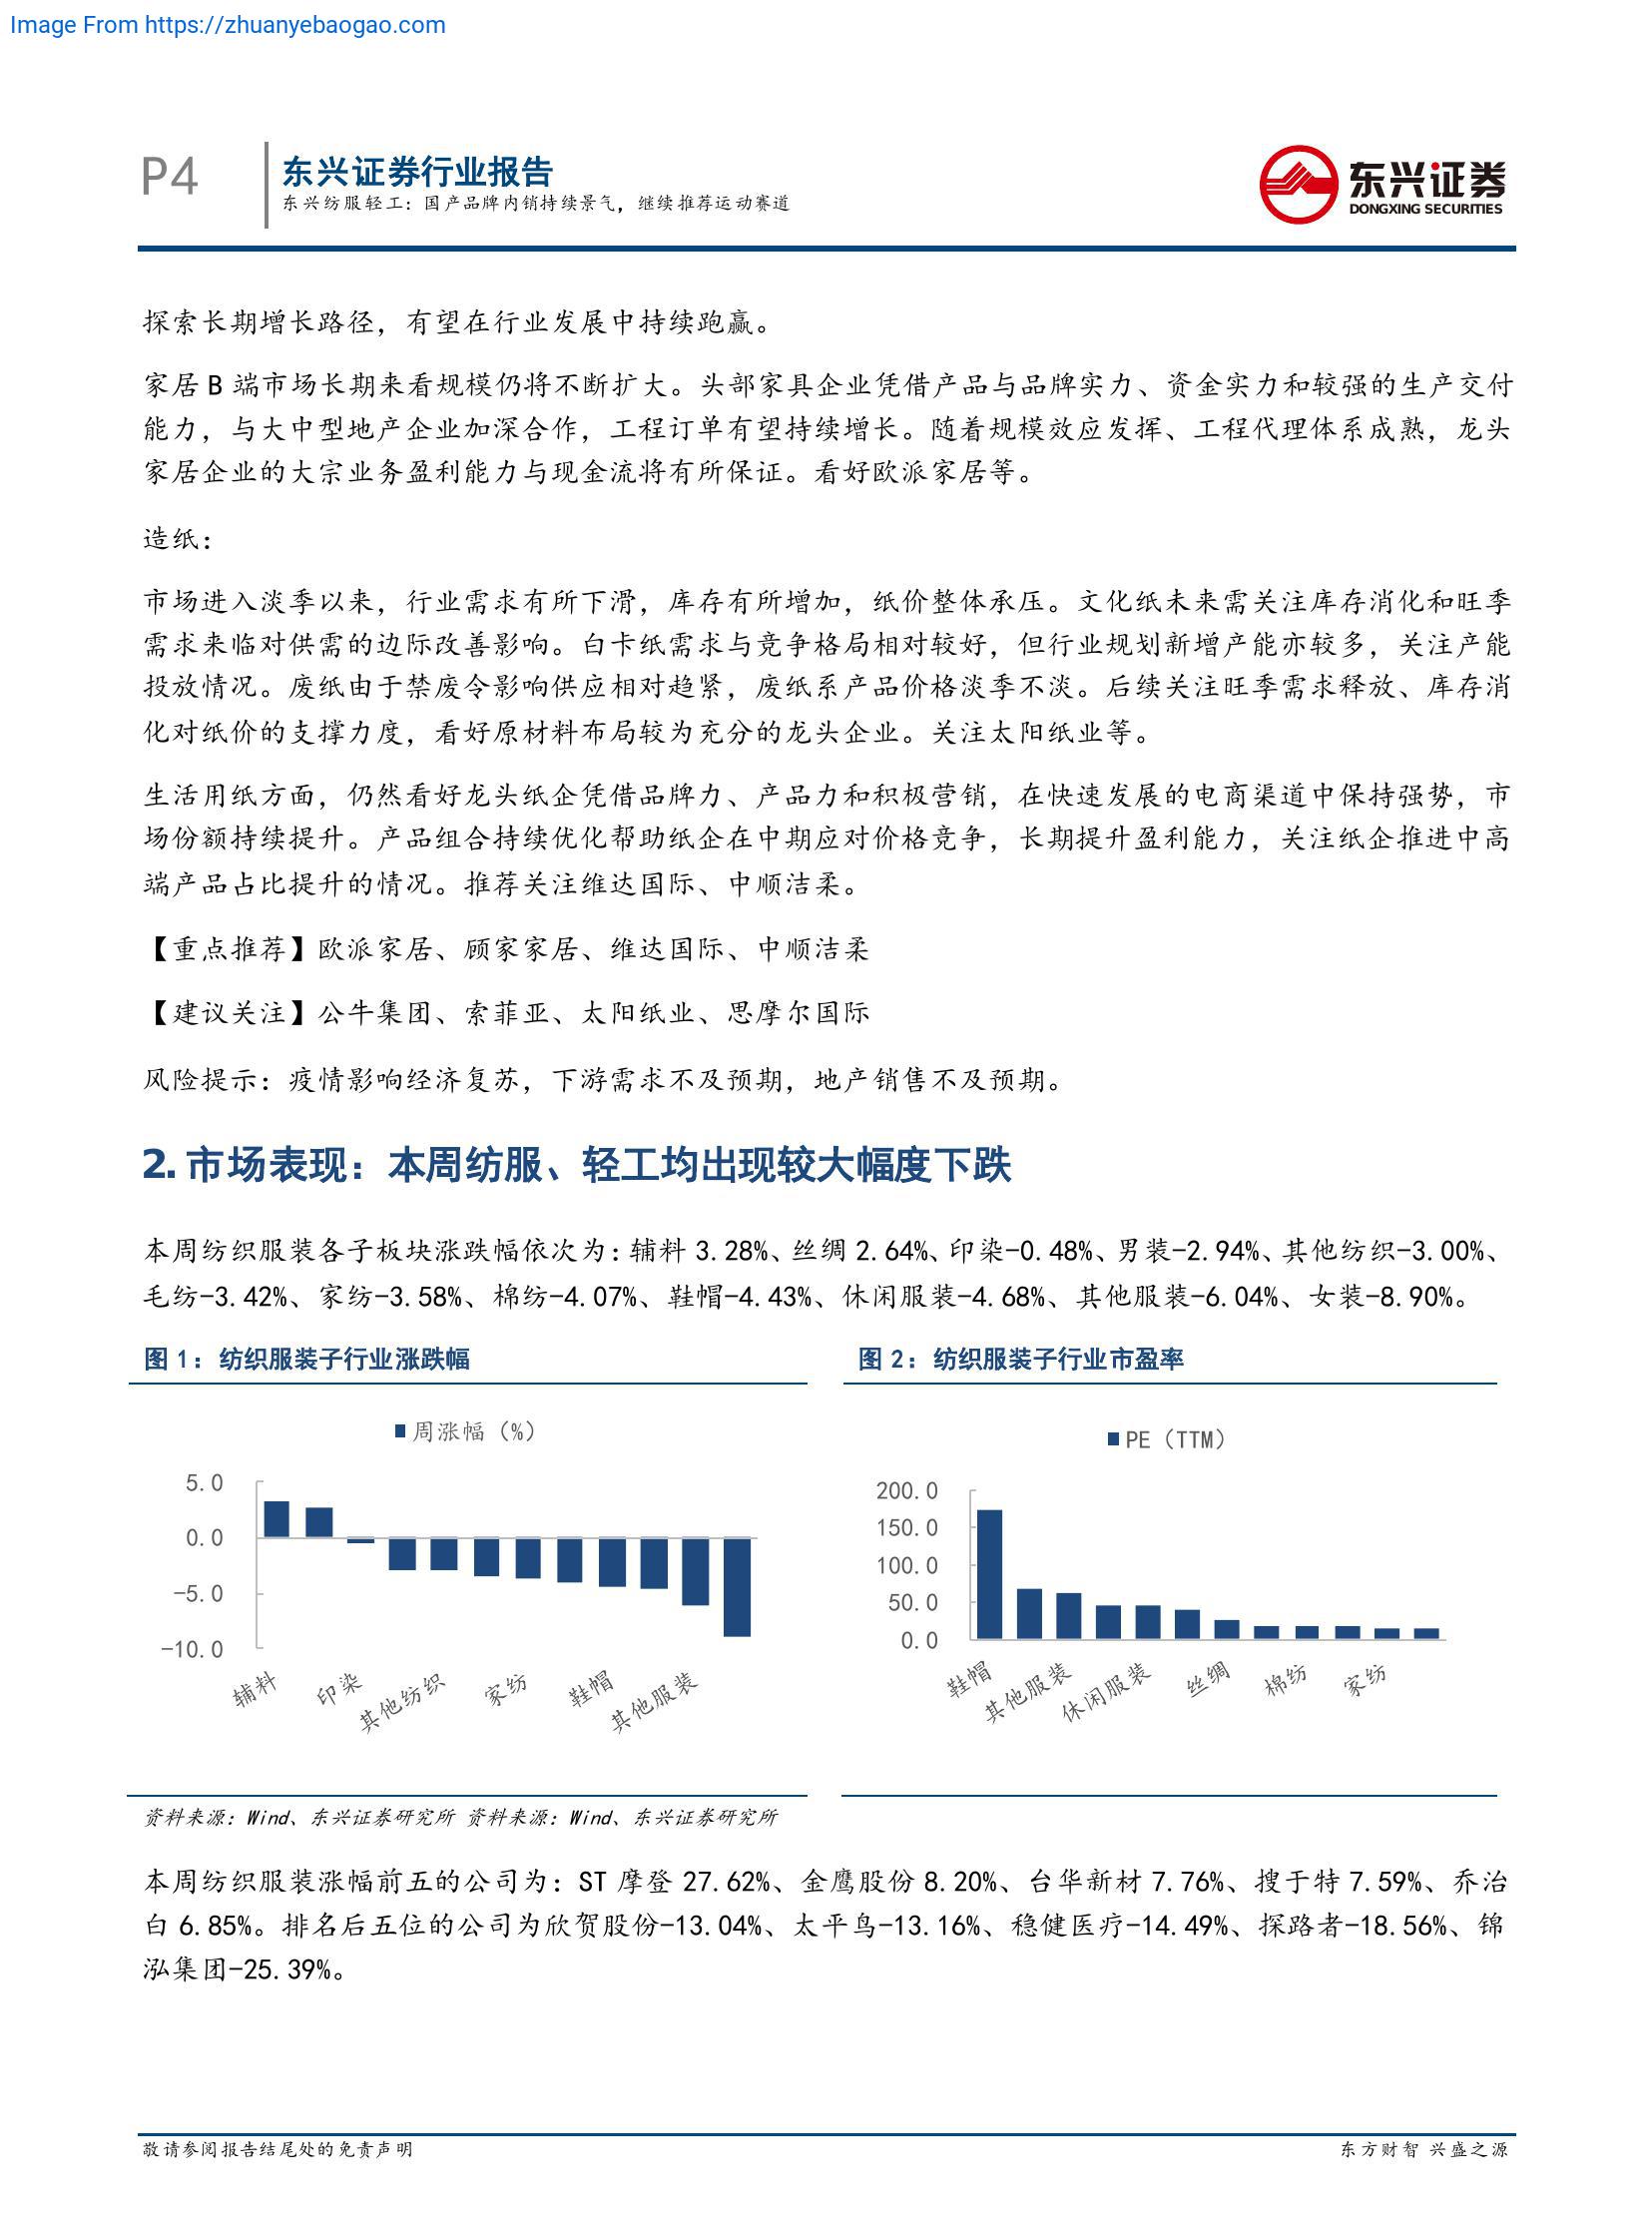 Image From https://zhuanyebaogao.com
P4
东兴证券行业报告
东兴纺服轻工：国产品牌内销持续景气，继续推荐运动赛道
东兴证券
DONGXING SECURITIES
探索长期增长路径，有望在行业发展中持续跑赢。
家居 B 端市场长期来看规模仍将不断扩大。头部家具企业凭借产品与品牌实力、资金实力和较强的生产交付
能力，与大中型地产企业加深合作，工程订单有望持续增长。随着规模效应发挥、工程代理体系成熟，龙头
家居企业的大宗业务盈利能力与现金流将有所保证。看好欧派家居等。
造纸：
市场进入淡季以来，行业需求有所下滑，库存有所增加，纸价整体承压。文化纸未来需关注库存消化和旺季
需求来临对供需的边际改善影响。白卡纸需求与竞争格局相对较好，但行业规划新增产能亦较多，关注产能
投放情况。废纸由于禁废令影响供应相对趋紧，废纸系产品价格淡季不淡。后续关注旺季需求释放、库存消
化对纸价的支撑力度，看好原材料布局较为充分的龙头企业。关注太阳纸业等。
生活用纸方面，仍然看好龙头纸企凭借品牌力、产品力和积极营销，在快速发展的电商渠道中保持强势，市
场份额持续提升。产品组合持续优化帮助纸企在中期应对价格竞争，长期提升盈利能力，关注纸企推进中高
端产品占比提升的情况。推荐关注维达国际、中顺洁柔。
【重点推荐】欧派家居、顾家家居、维达国际、中顺洁柔
【建议关注】公牛集团、索菲亚、太阳纸业、思摩尔国际
风险提示：疫情影响经济复苏，下游需求不及预期，地产销售不及预期。
2. 市场表现：本周纺服、轻工均出现较大幅度下跌
本周纺织服装各子板块涨跌幅依次为：辅料 3.28%、丝绸 2.64%、印染-0.48%、男装-2.94%、其他纺织-3.00%、
毛纺-3.42%、家纺-3.58%、棉纺-4.07%、鞋帽-4.43%、休闲服装-4.68%、其他服装-6.04%、女装-8.90%。
图 1：纺织服装子行业涨跌幅
周涨幅（%）
5.0
0.0
-5.0
-10.0
辅料
印染
其他纺织
家纺
鞋帽
其他服装
图 2：纺织服装子行业市盈率
PE（TTM）
200.0
150.0
100.0
50.0
0.0
鞋帽
其他服装
休闲服装
丝绸
棉纺
家纺
资料来源：Wind、东兴证券研究所 资料来源：Wind、东兴证券研究所
本周纺织服装涨幅前五的公司为：ST 摩登 27.62%、金鹰股份 8.20%、台华新材 7.76%、搜于特 7.59%、乔治
白 6.85%。排名后五位的公司为欣贺股份-13.04%、太平鸟-13.16%、稳健医疗-14.49%、探路者-18.56%、锦
泓集团-25.39%。
敬请参阅报告结尾处的免责声明
东方财智 兴盛之源